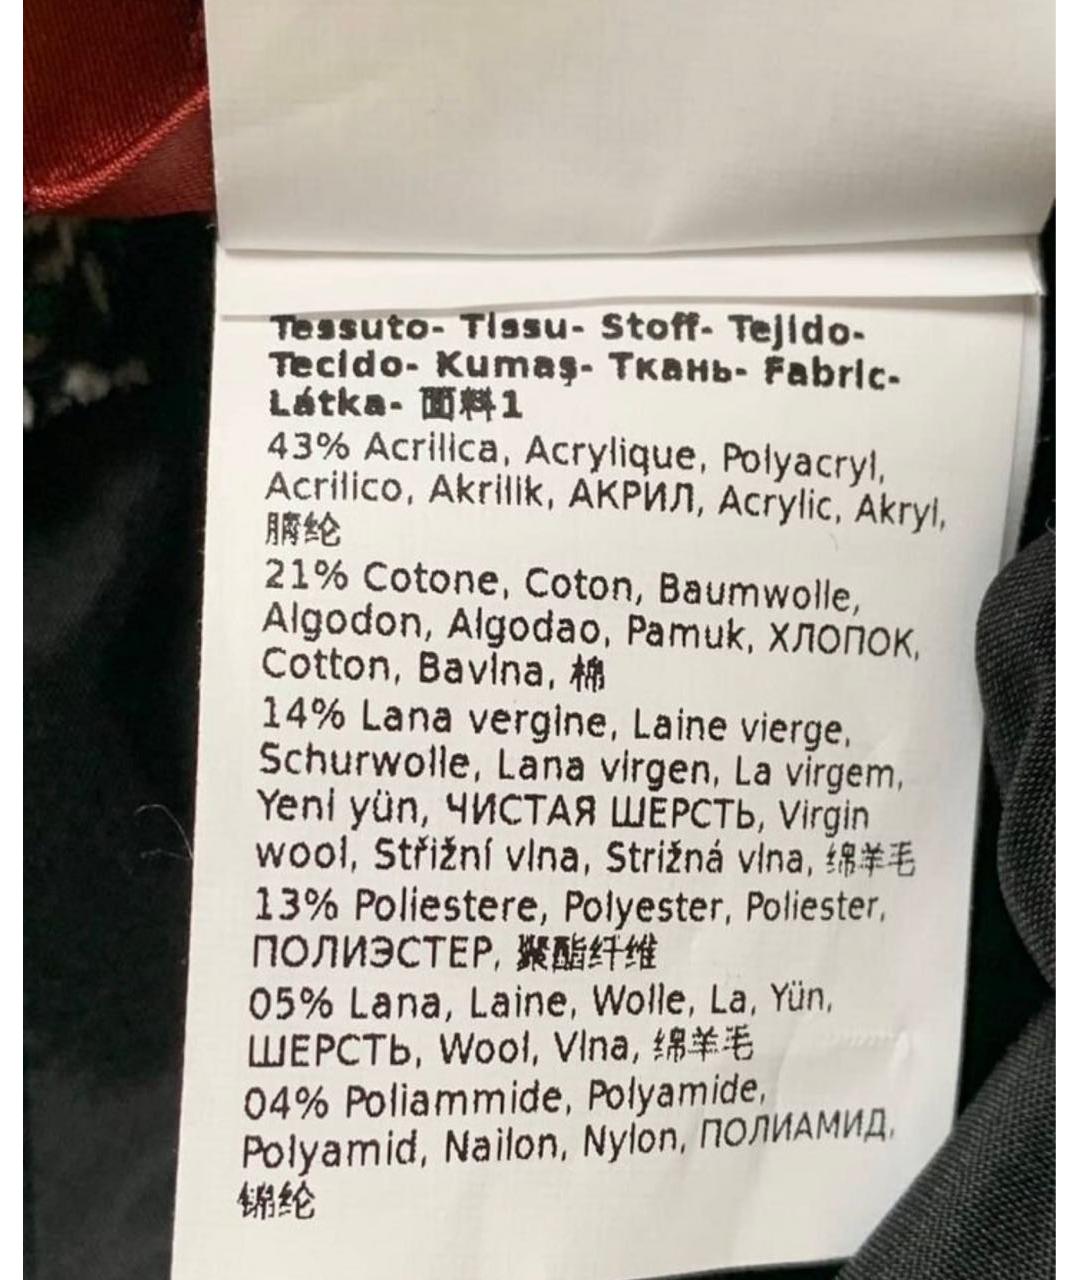 Tessuto- Tissu- Stoff- Tejido-
Tecido- Kumaş- Ткань- Fabric-
Látka- 面料1
43% Acrilica, Acrylique, Polyacryl,
Acrilico, Akrilik, АКРИЛ, Acrylic, Akryl,
腈纶
21% Cotone, Coton, Baumwolle,
Algodon, Algodao, Pamuk, ХЛОПОК,
Cotton, Bavlna, 棉
14% Lana vergine, Laine vierge,
Schurwolle, Lana virgen, La virgem,
Yeni yün, ЧИСТАЯ ШЕРСТЬ, Virgin
wool, Střižní vlna, Strižná vlna, 绵羊毛
13% Poliestere, Polyester, Poliester,
ПОЛИЭСТЕР, 聚酯纤维
05% Lana, Laine, Wolle, La, Yün,
ШЕРСТЬ, Wool, Vlna, 绵羊毛
04% Poliammide, Polyamide,
Polyamid, Nailon, Nylon, ПОЛИАМИД,
锦纶